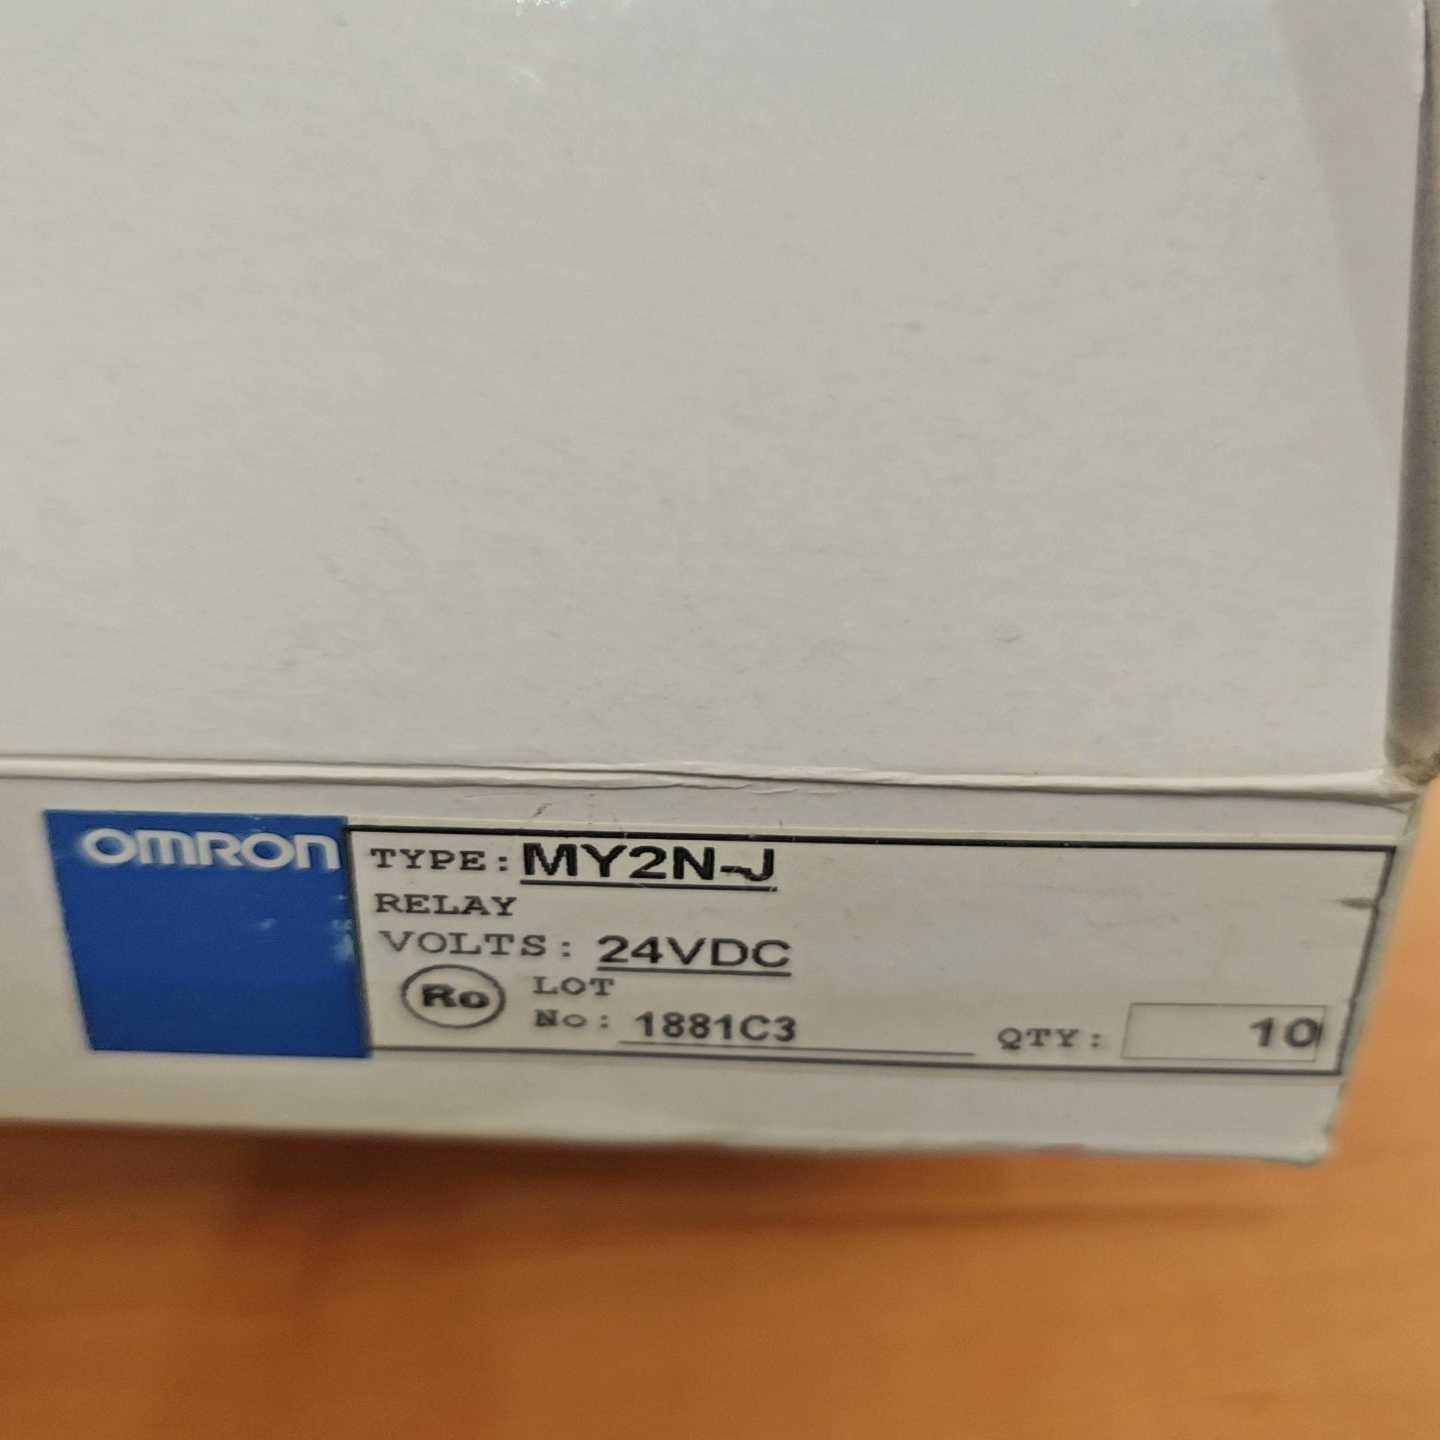 OMRON
TYPE: MY2N-J
RELAY
VOLTS: 24VDC
Ro
LOT
No: 1881C3
QTY: 10